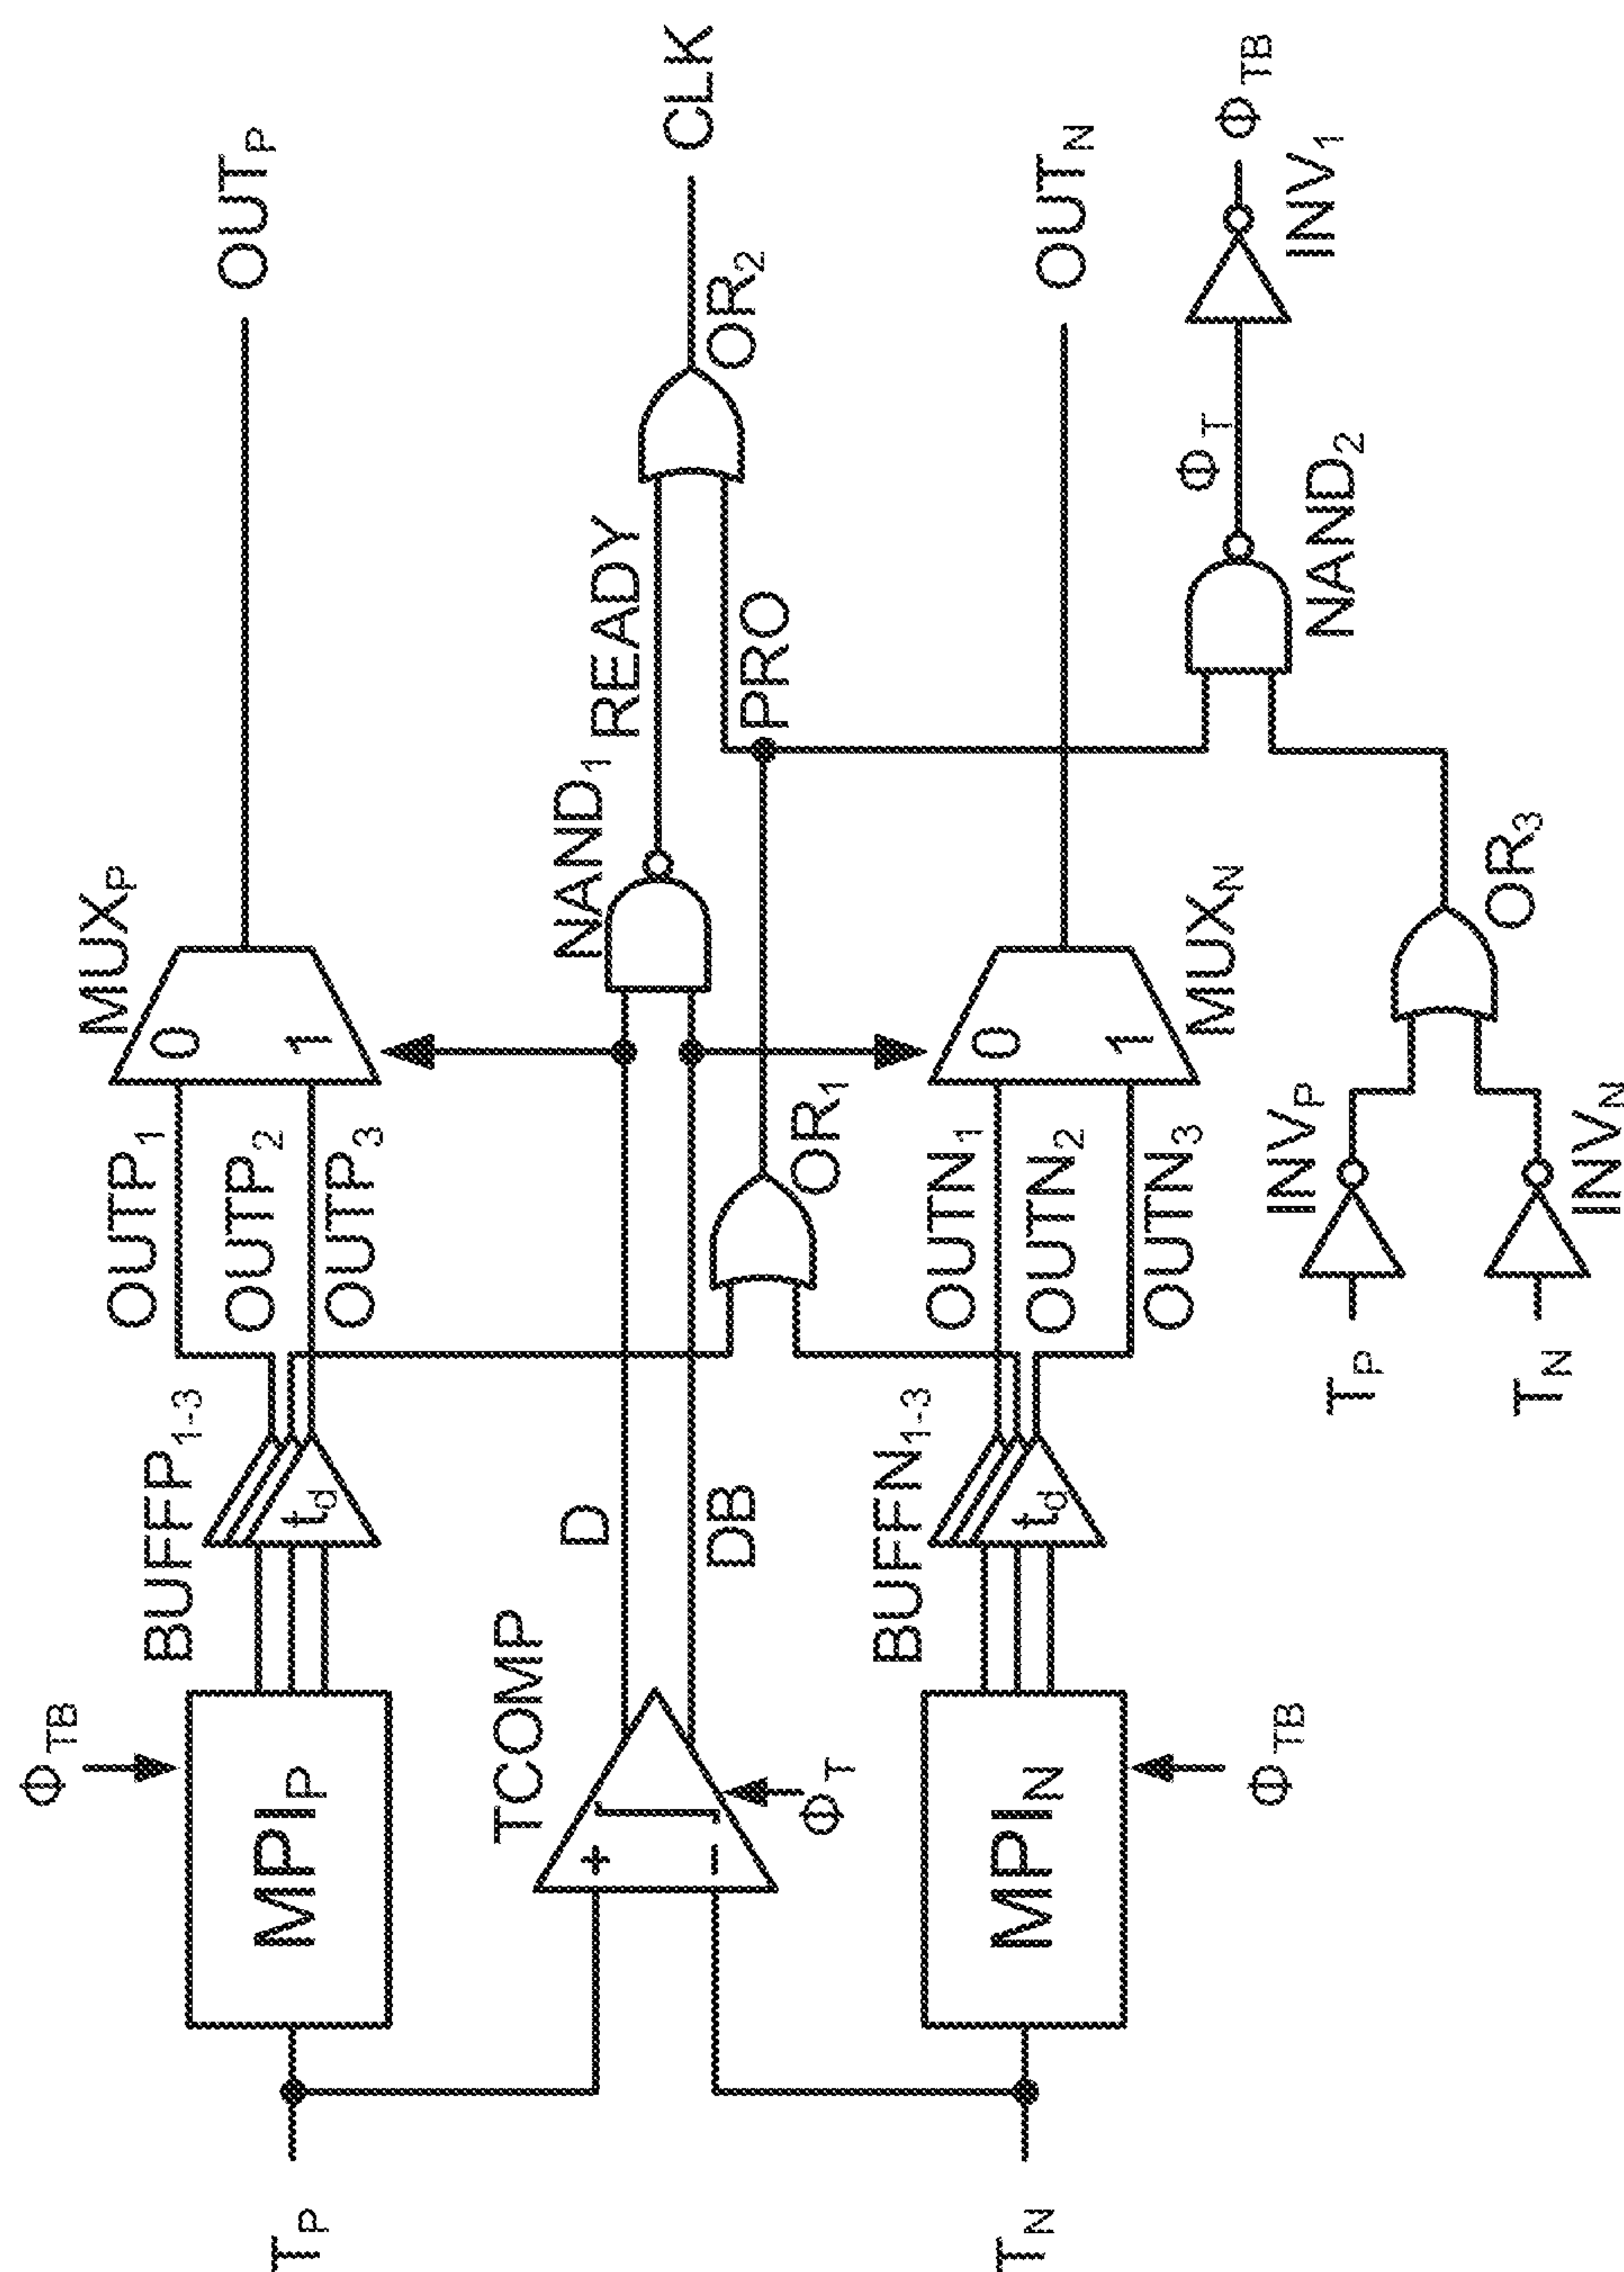 T_P
Φ_TB
MPI_P
BUFFP_1-3
t_d
OUTP_1
OUTP_2
OUTP_3
MUX_P
0
1
OUT_P
TCOMP
+
−
Φ_T
D
DB
NAND_1
READY
OR_1
PRO
OR_2
CLK
T_N
MPI_N
Φ_TB
BUFFN_1-3
t_d
OUTN_1
OUTN_2
OUTN_3
MUX_N
0
1
OUT_N
T_P
INV_P
T_N
INV_N
OR_3
NAND_2
Φ_T
INV_1
Φ_TB